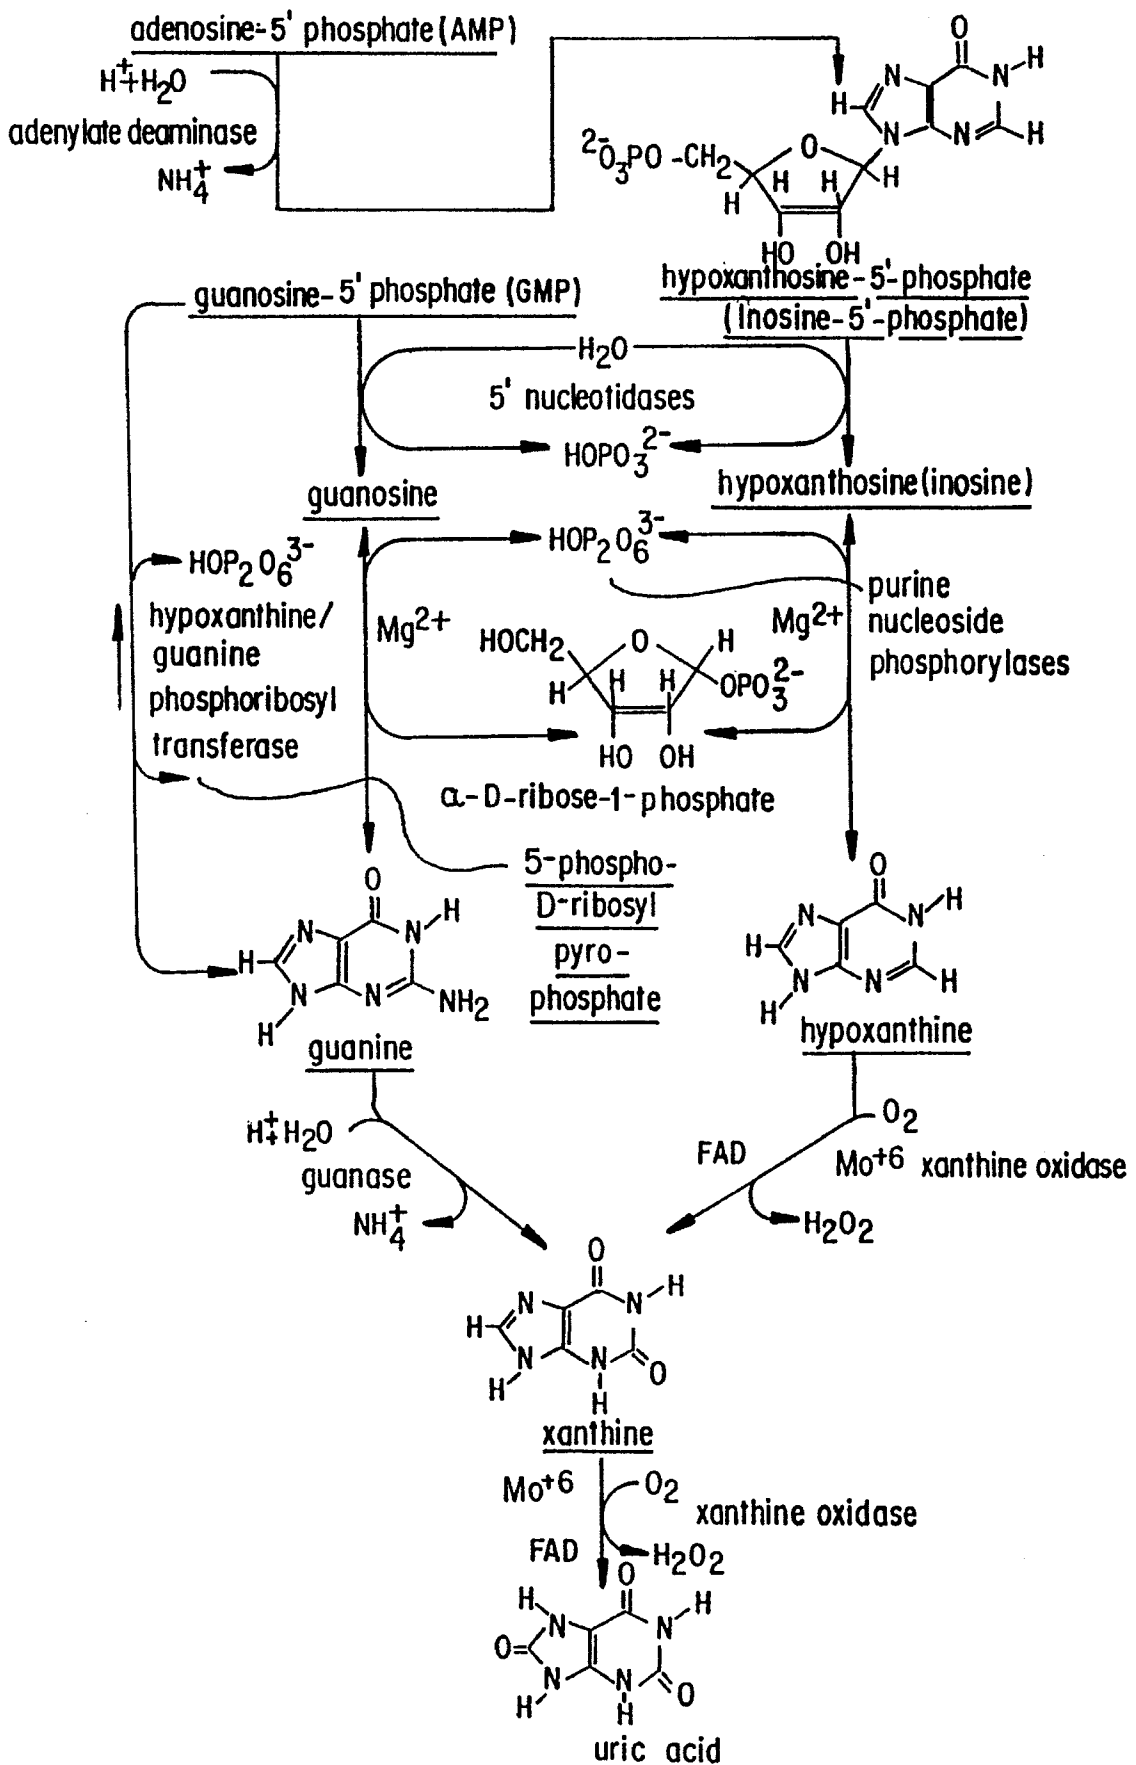 adenosine-5' phosphate (AMP)
H⁺+H₂O
adenylate deaminase
NH₄⁺
O
N N H
H
N N H
²⁻O₃PO-CH₂ O
H H H H
HO OH
hypoxanthosine-5'-phosphate
(Inosine-5'-phosphate)
guanosine-5' phosphate (GMP)
H₂O
5' nucleotidases
HOPO₃²⁻
guanosine
hypoxanthosine (inosine)
HOP₂O₆³⁻
HOP₂O₆³⁻
hypoxanthine/
guanine
phosphoribosyl
transferase
Mg²⁺
HOCH₂ O H
H H H OPO₃²⁻
HO OH
α-D-ribose-1-phosphate
Mg²⁺
purine
nucleoside
phosphorylases
5-phospho-
D-ribosyl
pyro-
phosphate
O
N N H
H
N N NH₂
H
guanine
O
N N H
H
N N H
H
hypoxanthine
H⁺+H₂O
guanase
NH₄⁺
O₂
FAD
Mo⁺⁶ xanthine oxidase
H₂O₂
O
N N H
H
N N O
H H
xanthine
Mo⁺⁶ O₂
xanthine oxidase
FAD H₂O₂
O
H N N H
O
N N O
H H
uric acid